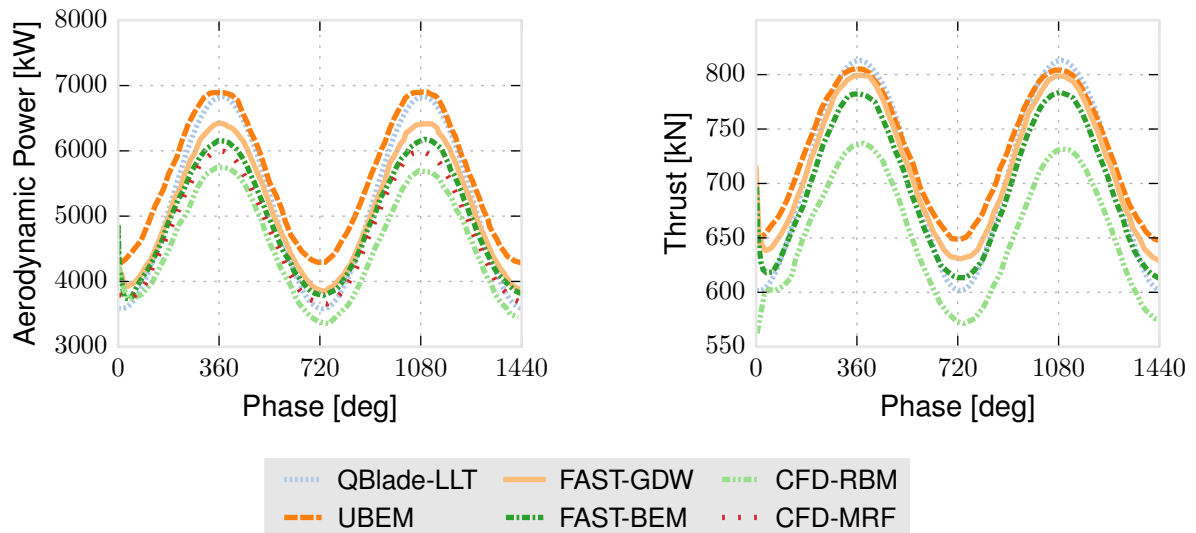 Aerodynamic Power [kW]
8000
7000
6000
5000
4000
3000
0 360 720 1080 1440
Phase [deg]
Thrust [kN]
800
750
700
650
600
550
0 360 720 1080 1440
Phase [deg]
QBlade-LLT FAST-GDW CFD-RBM
UBEM FAST-BEM CFD-MRF